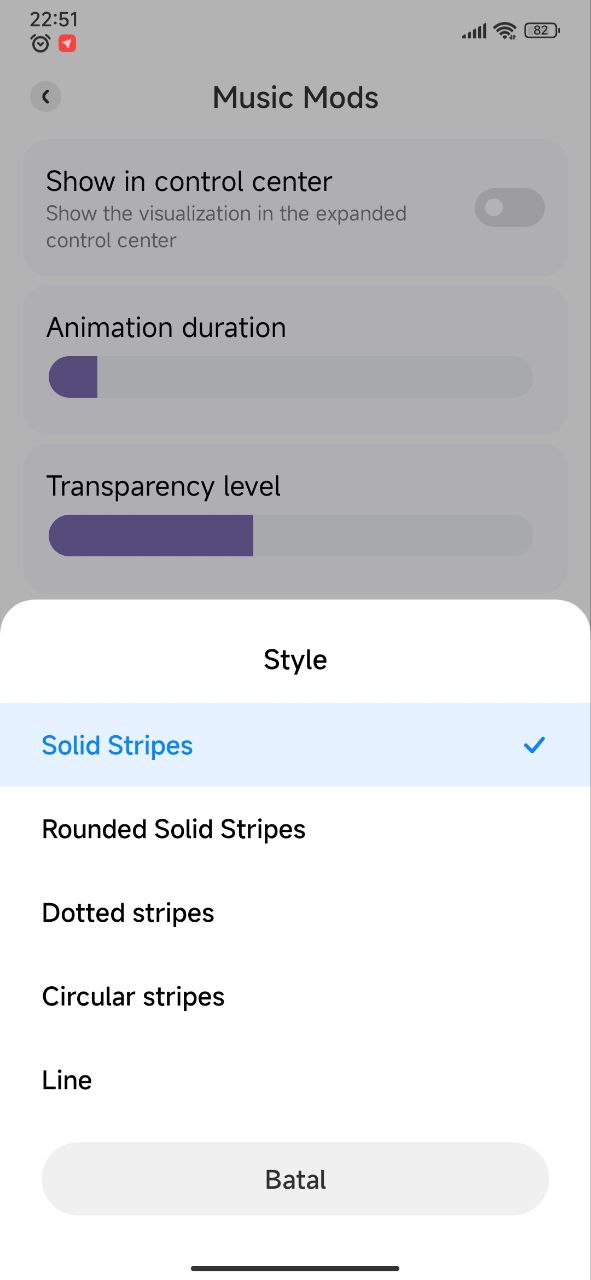 22:51
82
Music Mods
Show in control center
Show the visualization in the expanded
control center
Animation duration
Transparency level
Style
Solid Stripes
Rounded Solid Stripes
Dotted stripes
Circular stripes
Line
Batal